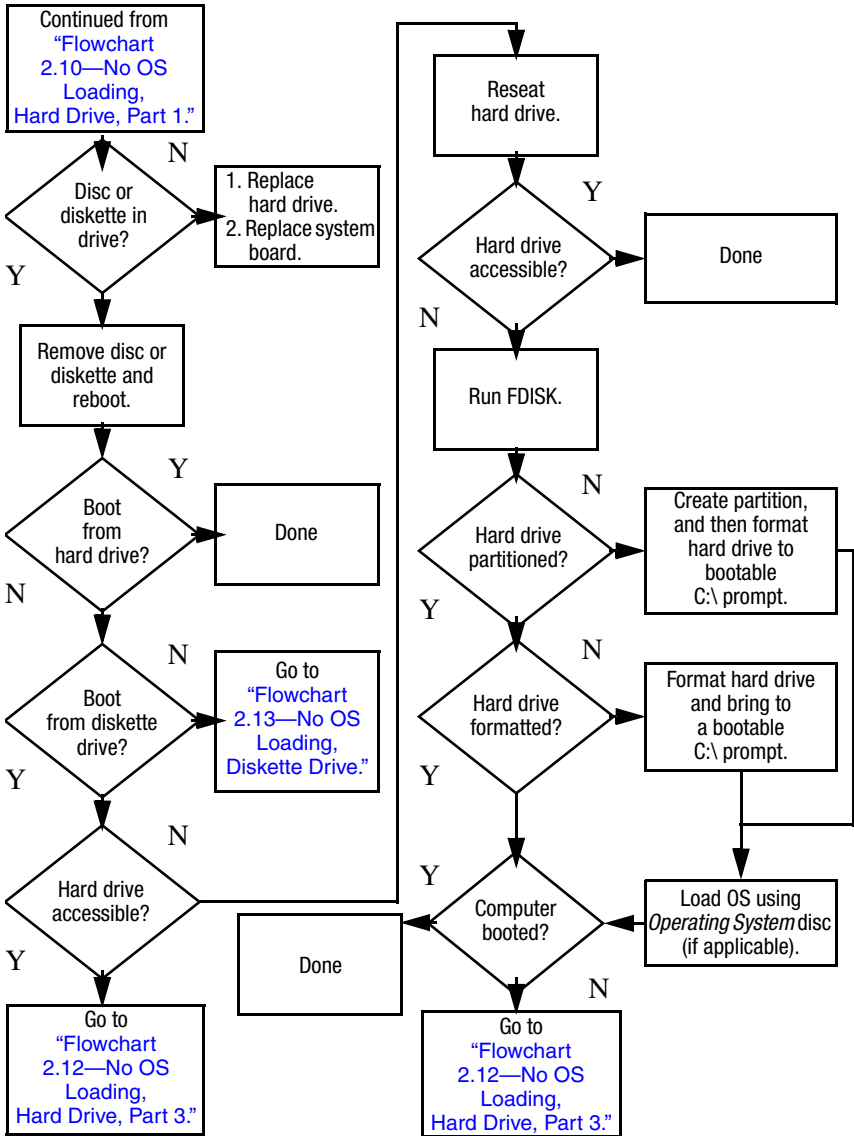 Continued from
“Flowchart
2.10—No OS
Loading,
Hard Drive, Part 1.”
N
Disc or
diskette in
drive?
1. Replace
hard drive.
2. Replace system
board.
Y
Remove disc or
diskette and
reboot.
Y
Boot
from
hard drive?
Done
N
N
Boot
from diskette
drive?
Go to
“Flowchart
2.13—No OS
Loading,
Diskette Drive.”
Y
N
Hard drive
accessible?
Y
Go to
“Flowchart
2.12—No OS
Loading,
Hard Drive, Part 3.”
Reseat
hard drive.
Y
Hard drive
accessible?
Done
N
Run FDISK.
N
Hard drive
partitioned?
Create partition,
and then format
hard drive to
bootable
C:\ prompt.
Y
N
Hard drive
formatted?
Format hard drive
and bring to
a bootable
C:\ prompt.
Y
Load OS using
Operating System disc
(if applicable).
Y
Computer
booted?
Done
N
Go to
“Flowchart
2.12—No OS
Loading,
Hard Drive, Part 3.”